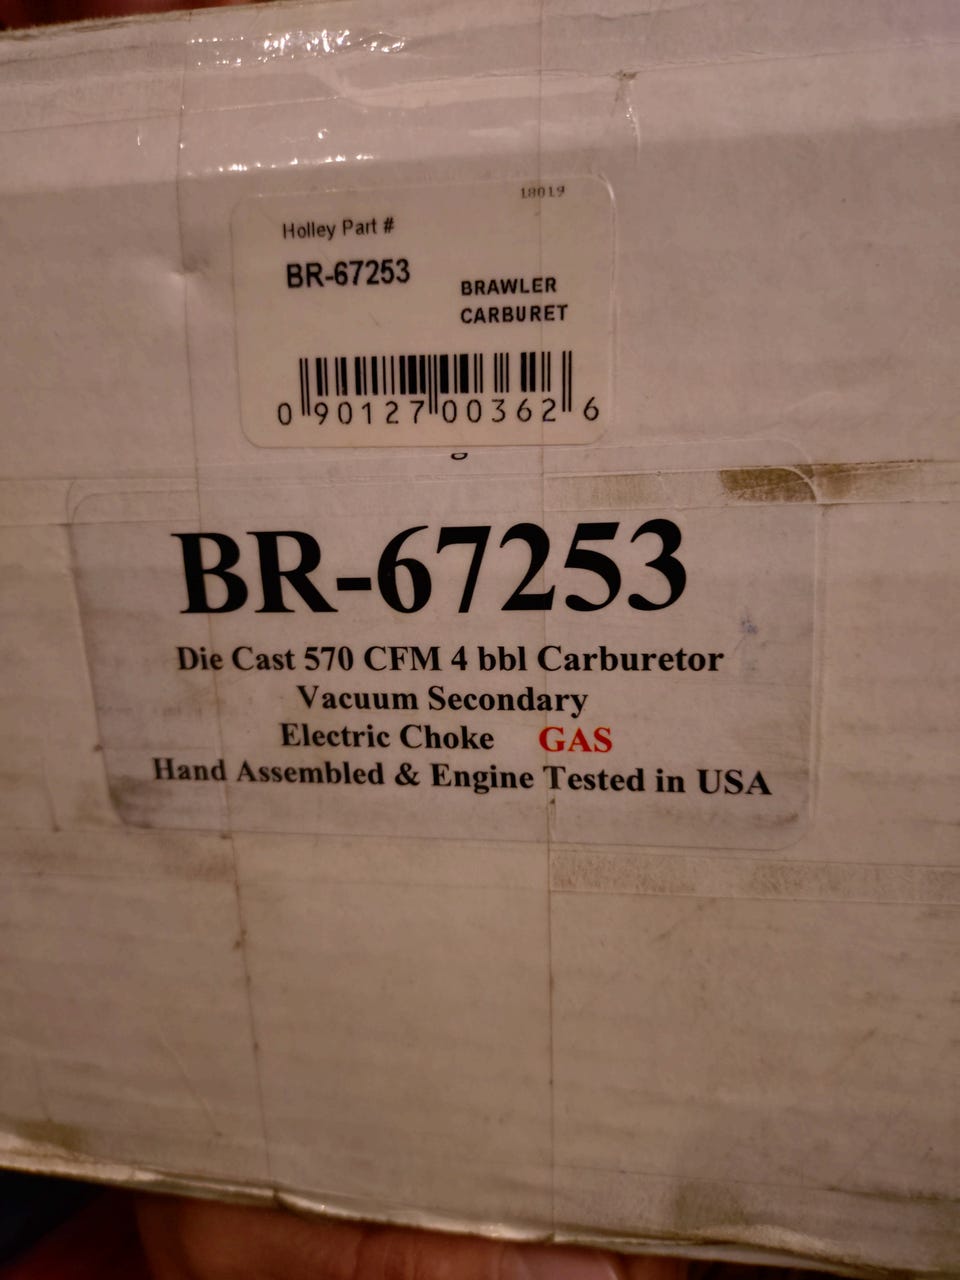 18019
Holley Part #
BR-67253
BRAWLER
CARBURET
0 90127 00362 6
BR-67253
Die Cast 570 CFM 4 bbl Carburetor
Vacuum Secondary
Electric Choke GAS
Hand Assembled & Engine Tested in USA